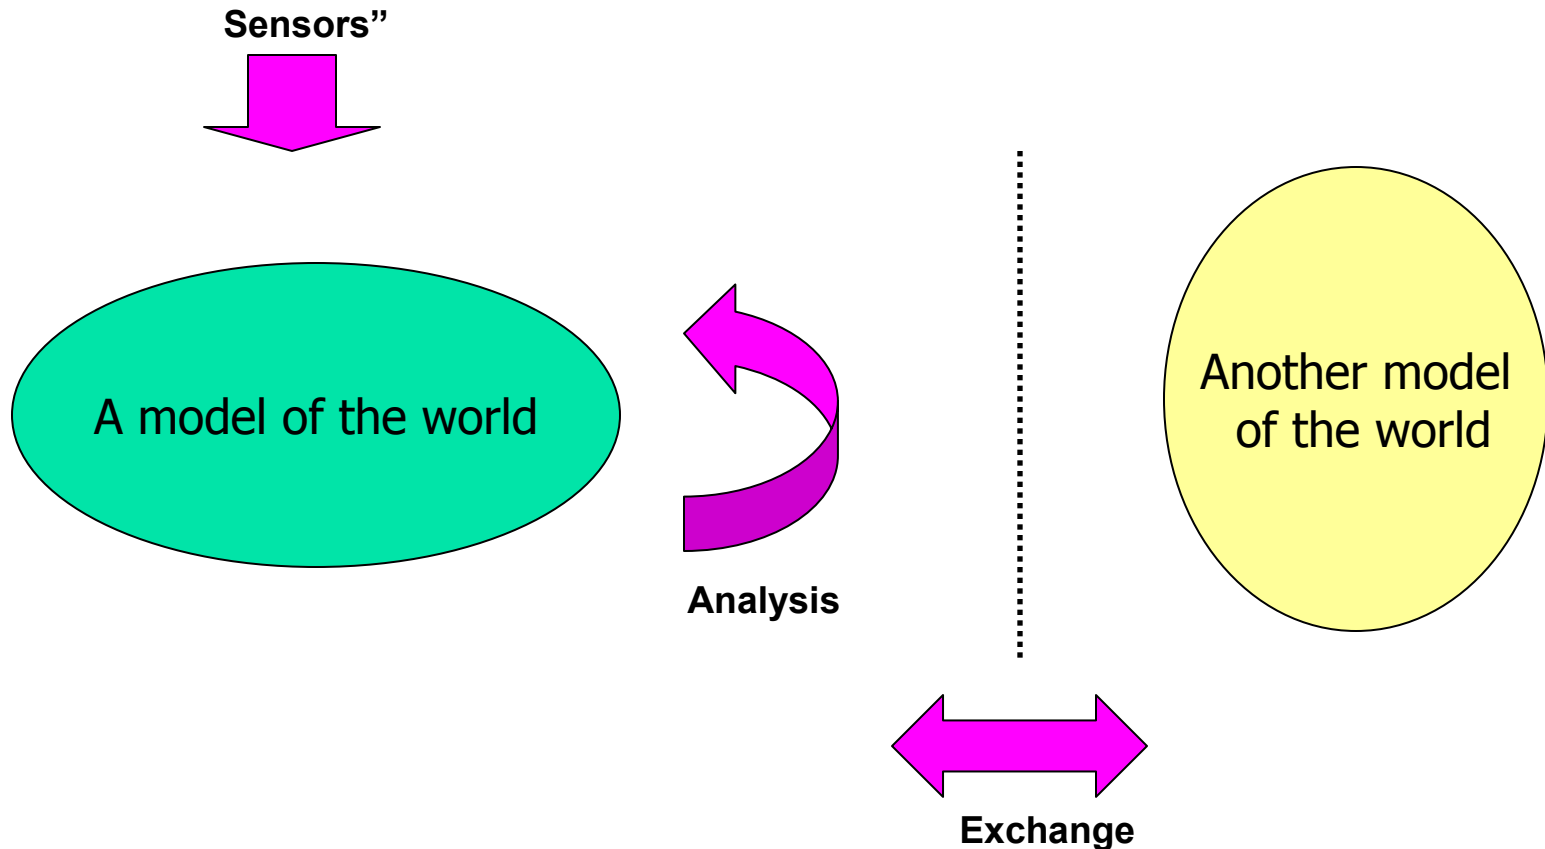 Sensors”
A model of the world
Another model
of the world
Analysis
Exchange